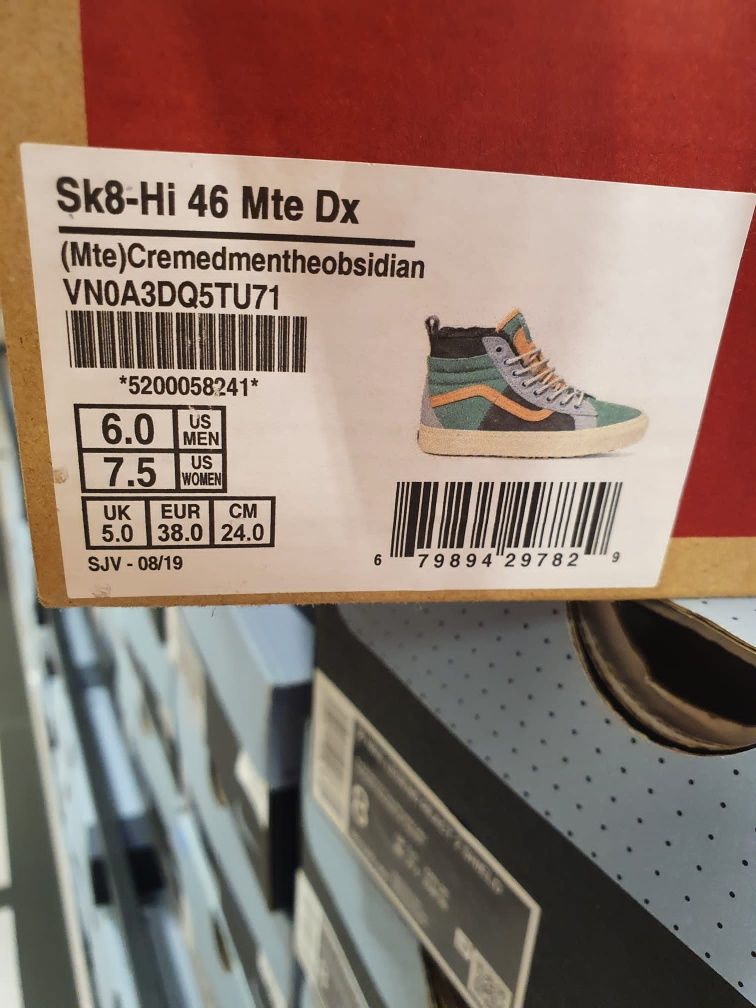 Sk8-Hi 46 Mte Dx
(Mte)Cremedmentheobsidian
VN0A3DQ5TU71
*5200058241*
6.0 US MEN
7.5 US WOMEN
UK EUR CM
5.0 38.0 24.0
SJV - 08/19
6 79894 29782 9
8